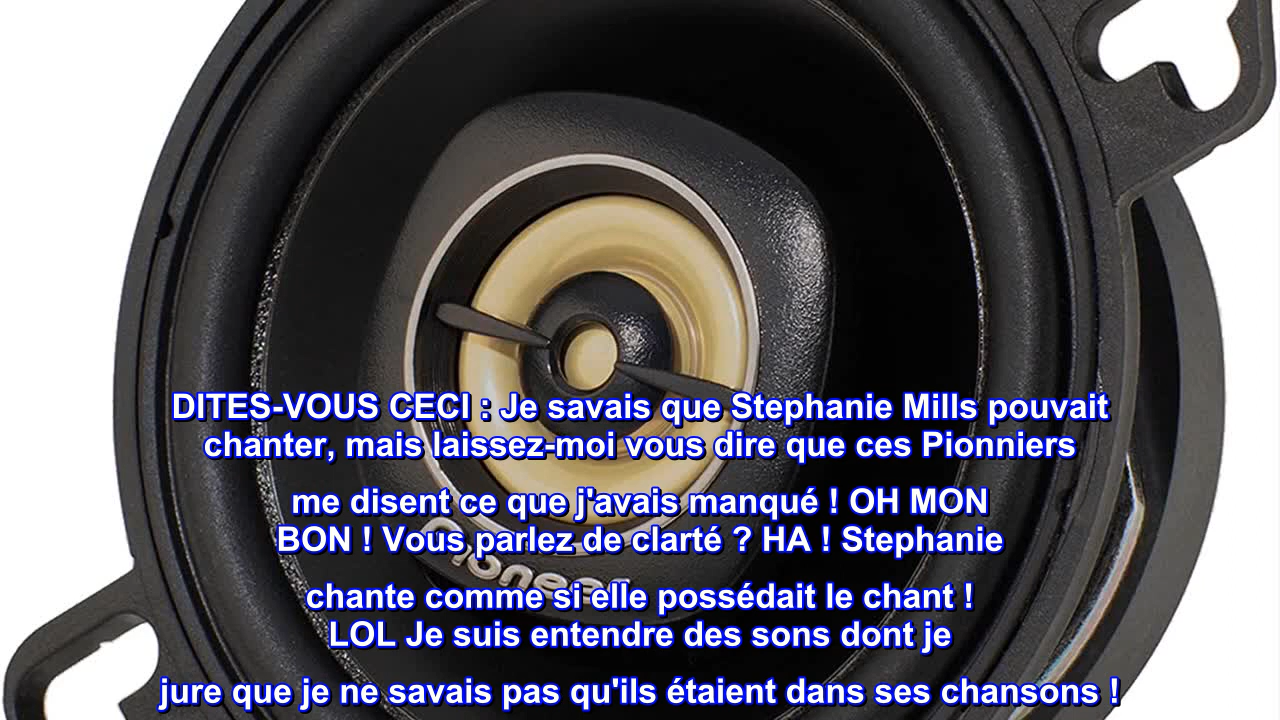 DITES-VOUS CECI : Je savais que Stephanie Mills pouvait
chanter, mais laissez-moi vous dire que ces Pionniers
me disent ce que j'avais manqué ! OH MON
BON ! Vous parlez de clarté ? HA ! Stephanie
Pioneer
chante comme si elle possédait le chant !
LOL Je suis entendre des sons dont je
jure que je ne savais pas qu'ils étaient dans ses chansons !